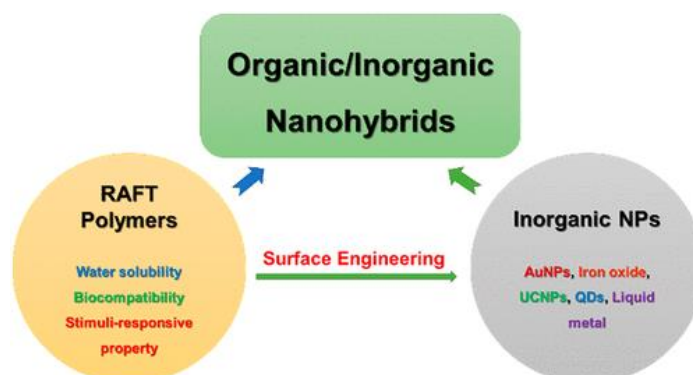 Organic/Inorganic
Nanohybrids
RAFT
Polymers
Water solubility
Biocompatibility
Stimuli-responsive
property
Surface Engineering
Inorganic NPs
AuNPs, Iron oxide,
UCNPs, QDs, Liquid
metal